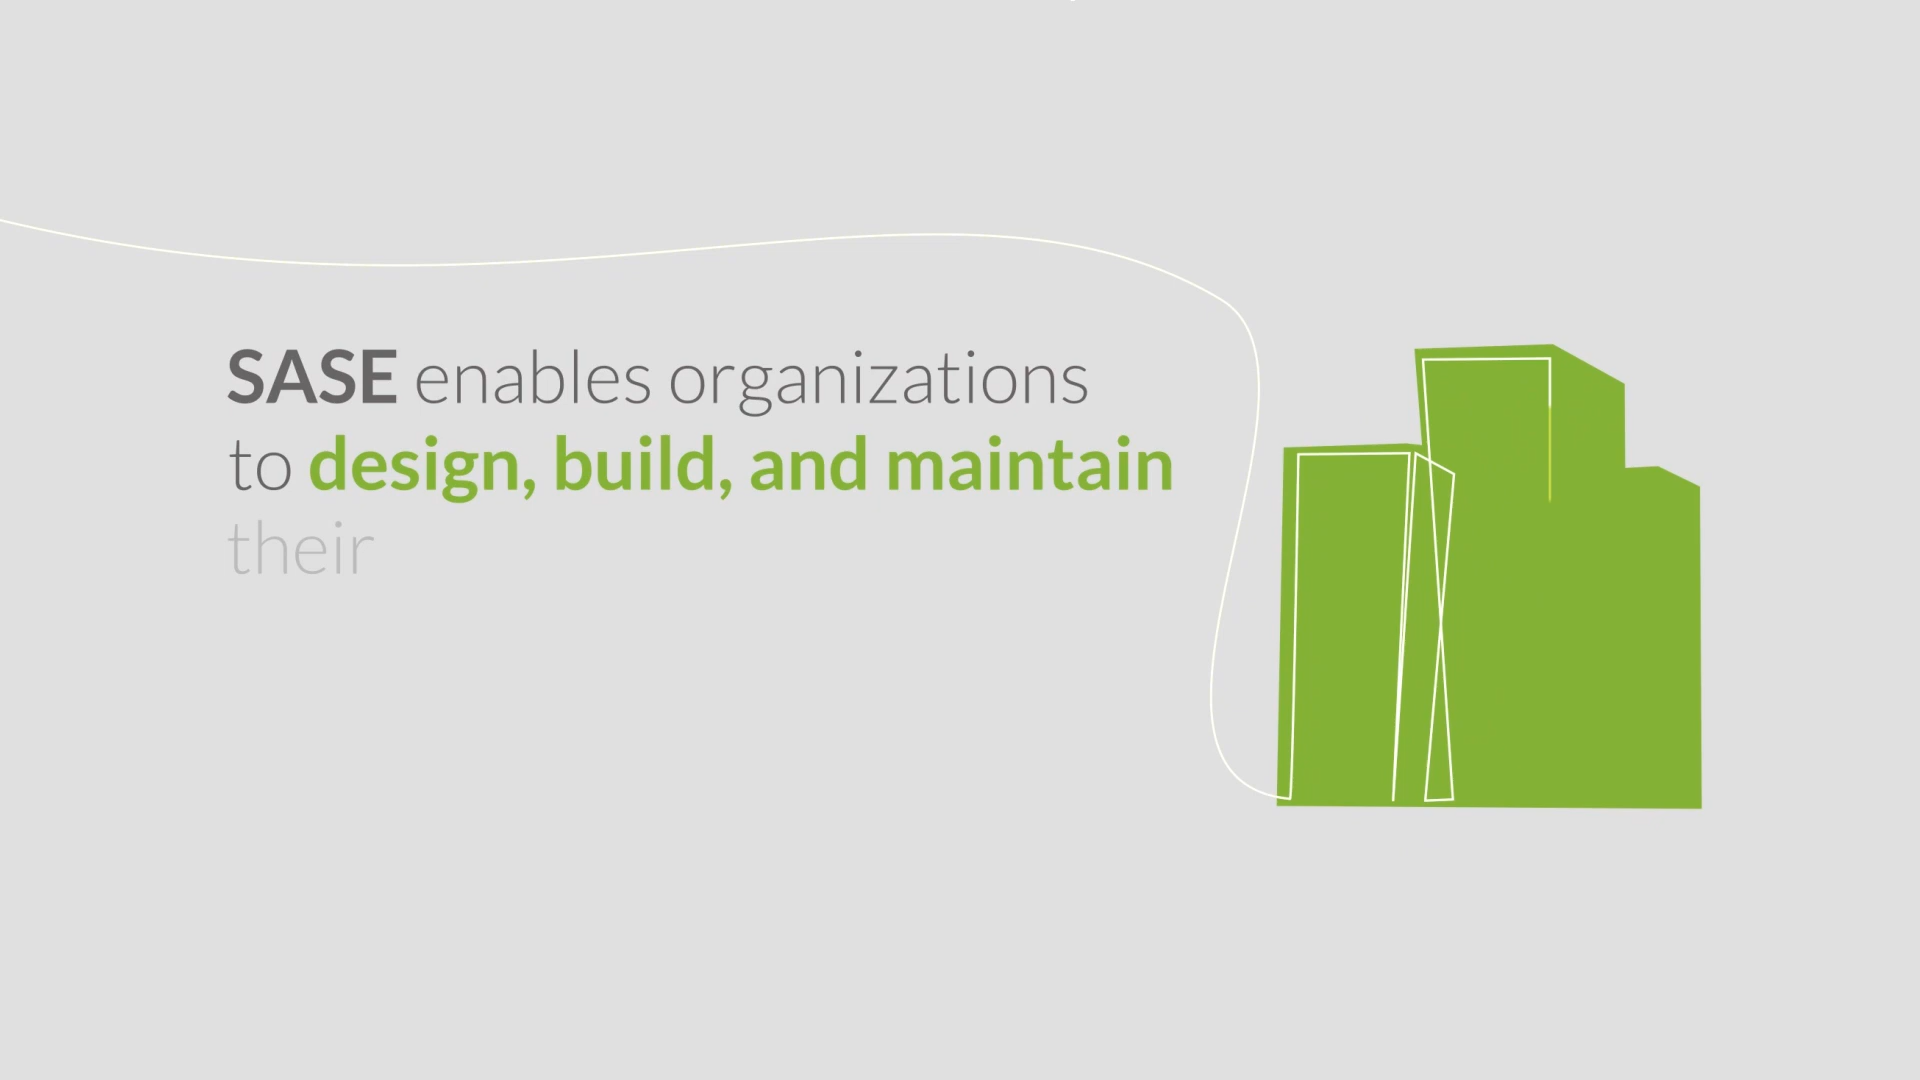 SASE enables organizations
to design, build, and maintain
their